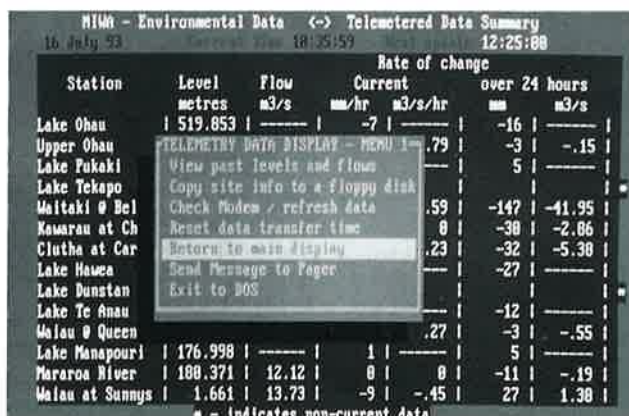 MIWA - Environmental Data <-> Telemetered Data Summary
16 July 93 Current time 10:35:59 12:25:00
Rate of change
Station Level Flow Current over 24 hours
metres m3/s mm/hr m3/s/hr mm m3/s
Lake Ohau | 519.853 | ------ | -7 | ------ | -16 | ------ |
Upper Ohau .79 | -3 | -.15 |
Lake Pukaki 5 | ------ |
Lake Tekapo | | | *
Waitaki @ Bel .59 | -147 | -41.95 |
Kawarau at Ch 0 | -30 | -2.06 |
Clutha at Car .23 | -32 | -5.30 |
Lake Hawea -27 | ------ |
Lake Dunstan | | | *
Lake Te Anau -12 | ------ |
Waiau @ Queen .27 | -3 | -.55 |
Lake Manapouri | 176.998 | ------ | 1 | ------ | 5 | ------ |
Mararoa River | 180.371 | 12.12 | 0 | 0 | -11 | -.19 |
Waiau at Sunnys | 1.661 | 13.73 | -9 | -.45 | 27 | 1.30 |
* - indicates non-current data
TELEMETRY DATA DISPLAY - MENU 1
View past levels and flows
Copy site info to a floppy disk
Check Modem / refresh data
Reset data transfer time
Return to main display
Send Message to Pager
Exit to DOS